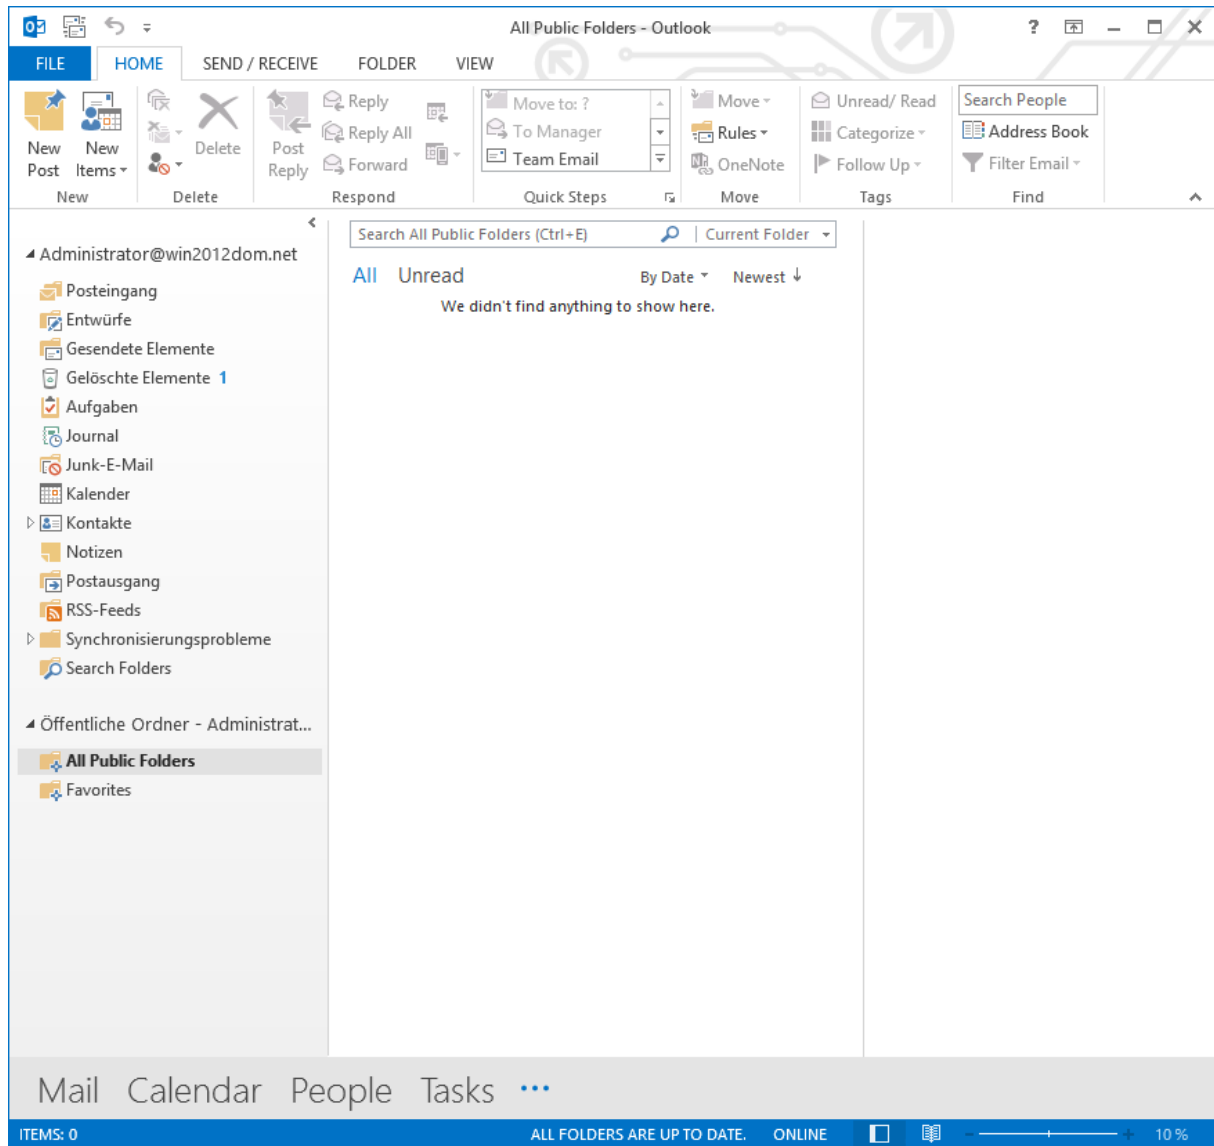 All Public Folders - Outlook
FILE HOME SEND / RECEIVE FOLDER VIEW
New Post
New Items
Delete
Post Reply
Reply
Reply All
Forward
Move to: ?
To Manager
Team Email
Move
Rules
OneNote
Unread/ Read
Categorize
Follow Up
Search People
Address Book
Filter Email
New Delete Respond Quick Steps Move Tags Find
Administrator@win2012dom.net
Posteingang
Entwürfe
Gesendete Elemente
Gelöschte Elemente 1
Aufgaben
Journal
Junk-E-Mail
Kalender
Kontakte
Notizen
Postausgang
RSS-Feeds
Synchronisierungsprobleme
Search Folders
Öffentliche Ordner - Administrat...
All Public Folders
Favorites
Search All Public Folders (Ctrl+E) Current Folder
All Unread By Date Newest
We didn't find anything to show here.
Mail Calendar People Tasks ...
ITEMS: 0 ALL FOLDERS ARE UP TO DATE. ONLINE 10 %